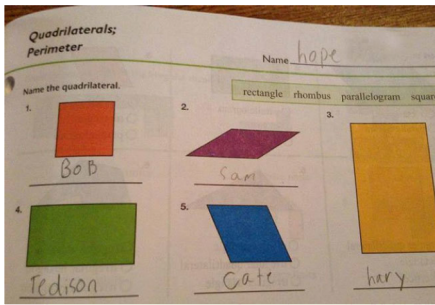 Quadrilaterals;
Perimeter
Name hope
Name the quadrilateral.
rectangle rhombus parallelogram squar
1.
2.
3.
BOB
sam
4.
5.
Tedison
Cate
hary